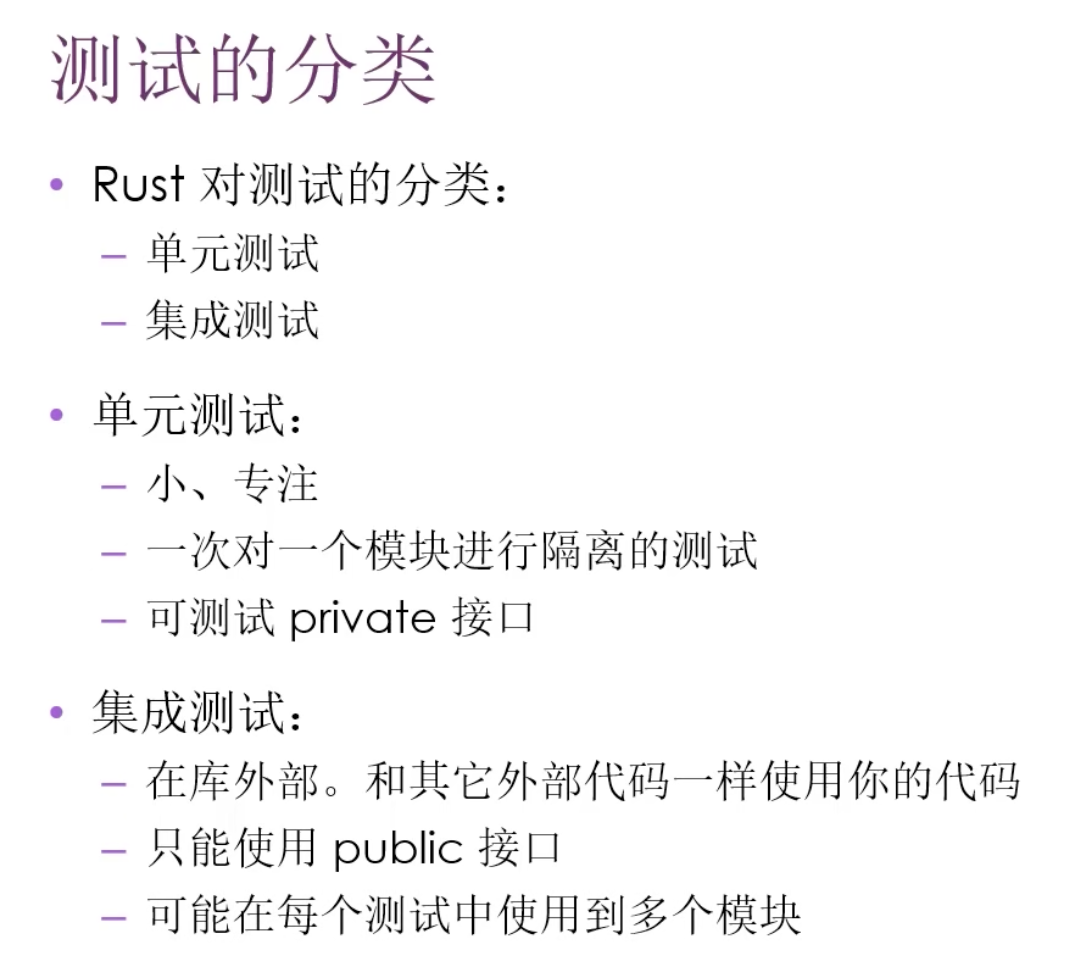 测试的分类
• Rust 对测试的分类：
– 单元测试
– 集成测试
• 单元测试：
– 小、专注
– 一次对一个模块进行隔离的测试
– 可测试 private 接口
• 集成测试：
– 在库外部。和其它外部代码一样使用你的代码
– 只能使用 public 接口
– 可能在每个测试中使用到多个模块